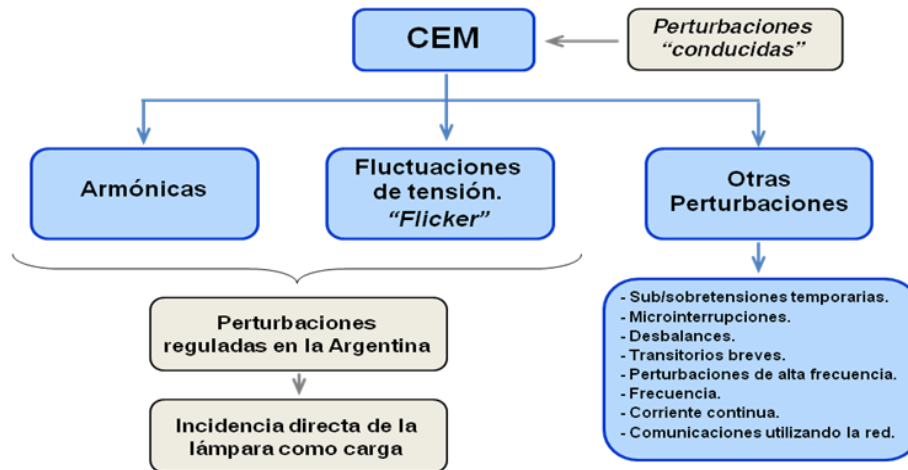 CEM
Perturbaciones
“conducidas”
Armónicas
Fluctuaciones
de tensión.
“Flicker”
Otras
Perturbaciones
Perturbaciones
reguladas en la Argentina
Incidencia directa de la
lámpara como carga
- Sub/sobretensiones temporarias.
- Microinterrupciones.
- Desbalances.
- Transitorios breves.
- Perturbaciones de alta frecuencia.
- Frecuencia.
- Corriente continua.
- Comunicaciones utilizando la red.